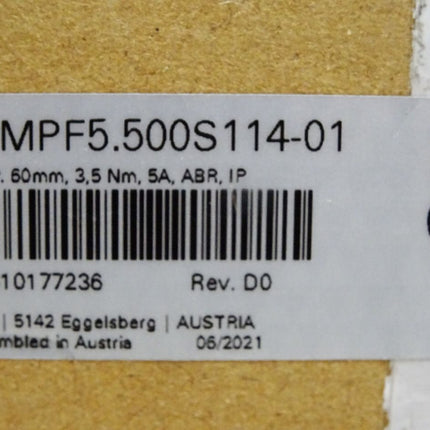 MPF5.500S114-01
. 60mm, 3,5 Nm, 5A, ABR, IP
10177236 Rev. D0
| 5142 Eggelsberg | AUSTRIA
mbled in Austria 06/2021